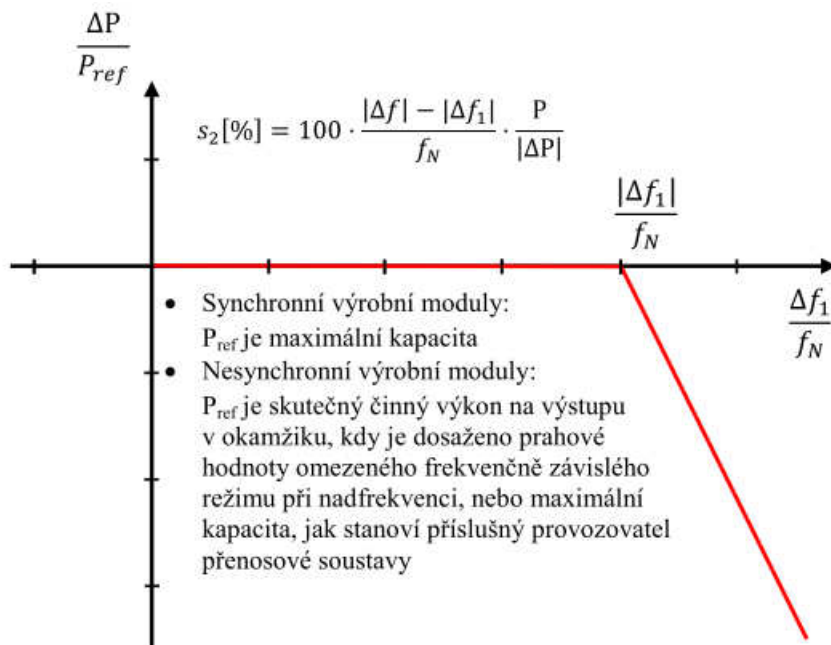 ΔP
P_ref
s₂[%] = 100 · (|Δf| − |Δf₁|)/f_N · P/|ΔP|
|Δf₁|
f_N
Δf₁
f_N
• Synchronní výrobní moduly:
P_ref je maximální kapacita
• Nesynchronní výrobní moduly:
P_ref je skutečný činný výkon na výstupu
v okamžiku, kdy je dosaženo prahové
hodnoty omezeného frekvenčně závislého
režimu při nadfrekvenci, nebo maximální
kapacita, jak stanoví příslušný provozovatel
přenosové soustavy